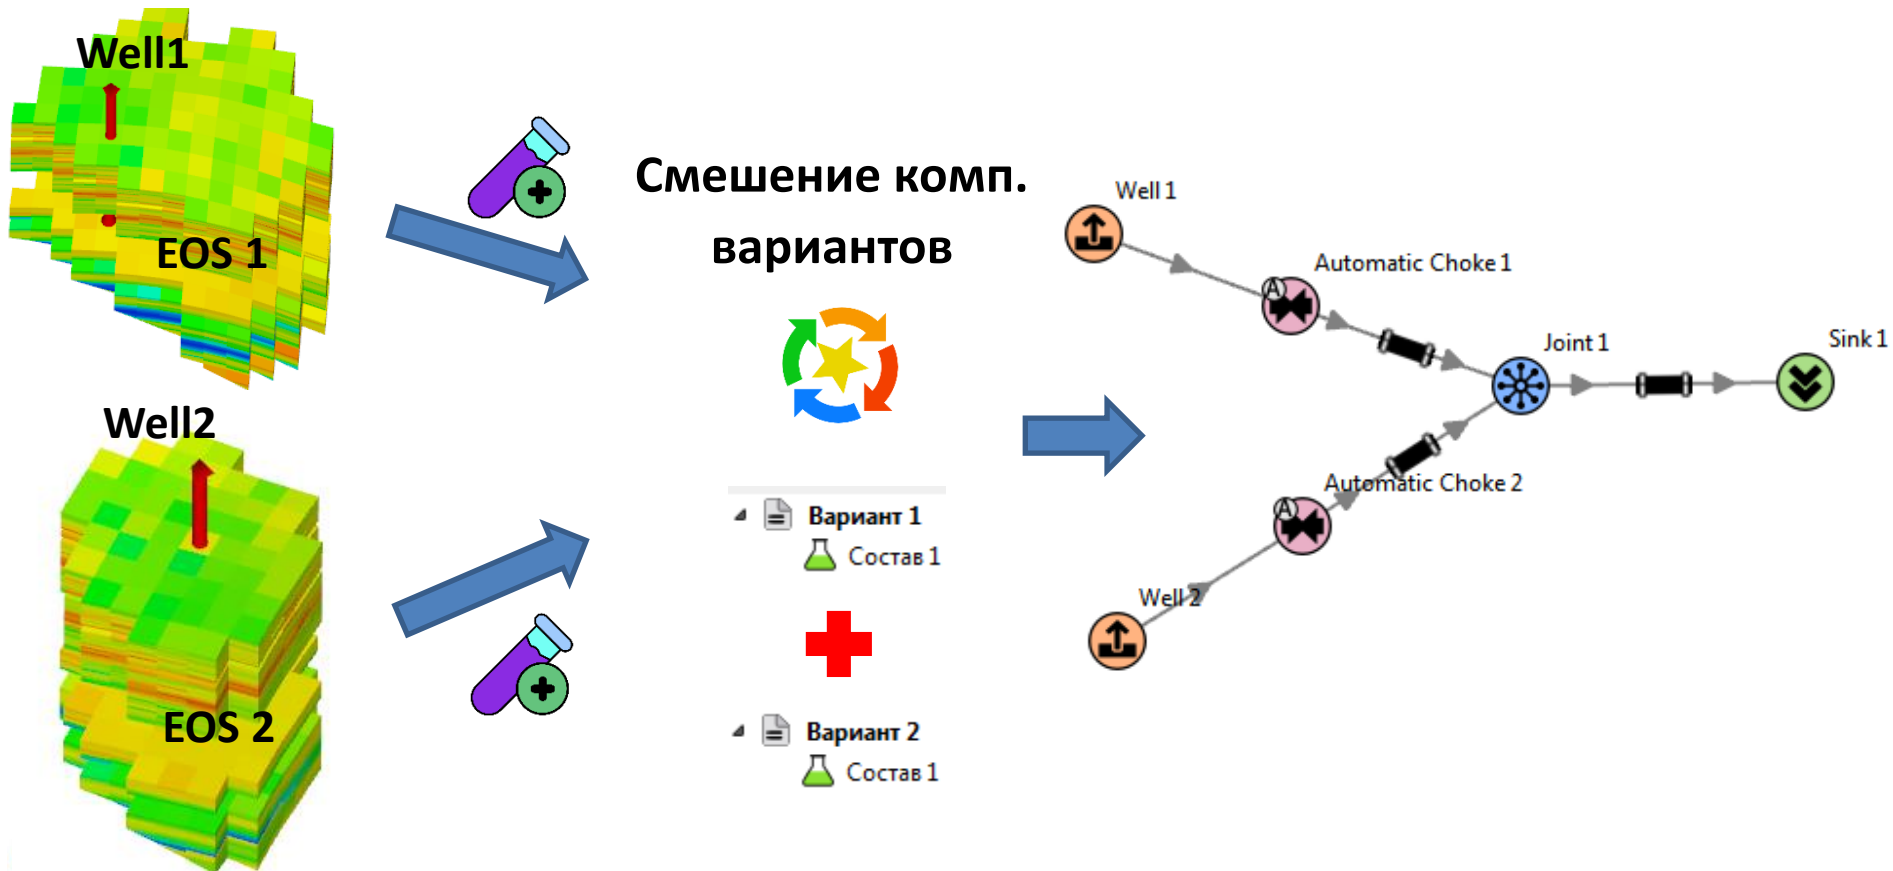 Well1
EOS 1
Well2
EOS 2
Смешение комп.
вариантов
Вариант 1
Состав 1
Вариант 2
Состав 1
Well 1
Automatic Choke 1
A
Joint 1
Sink 1
Automatic Choke 2
A
Well 2